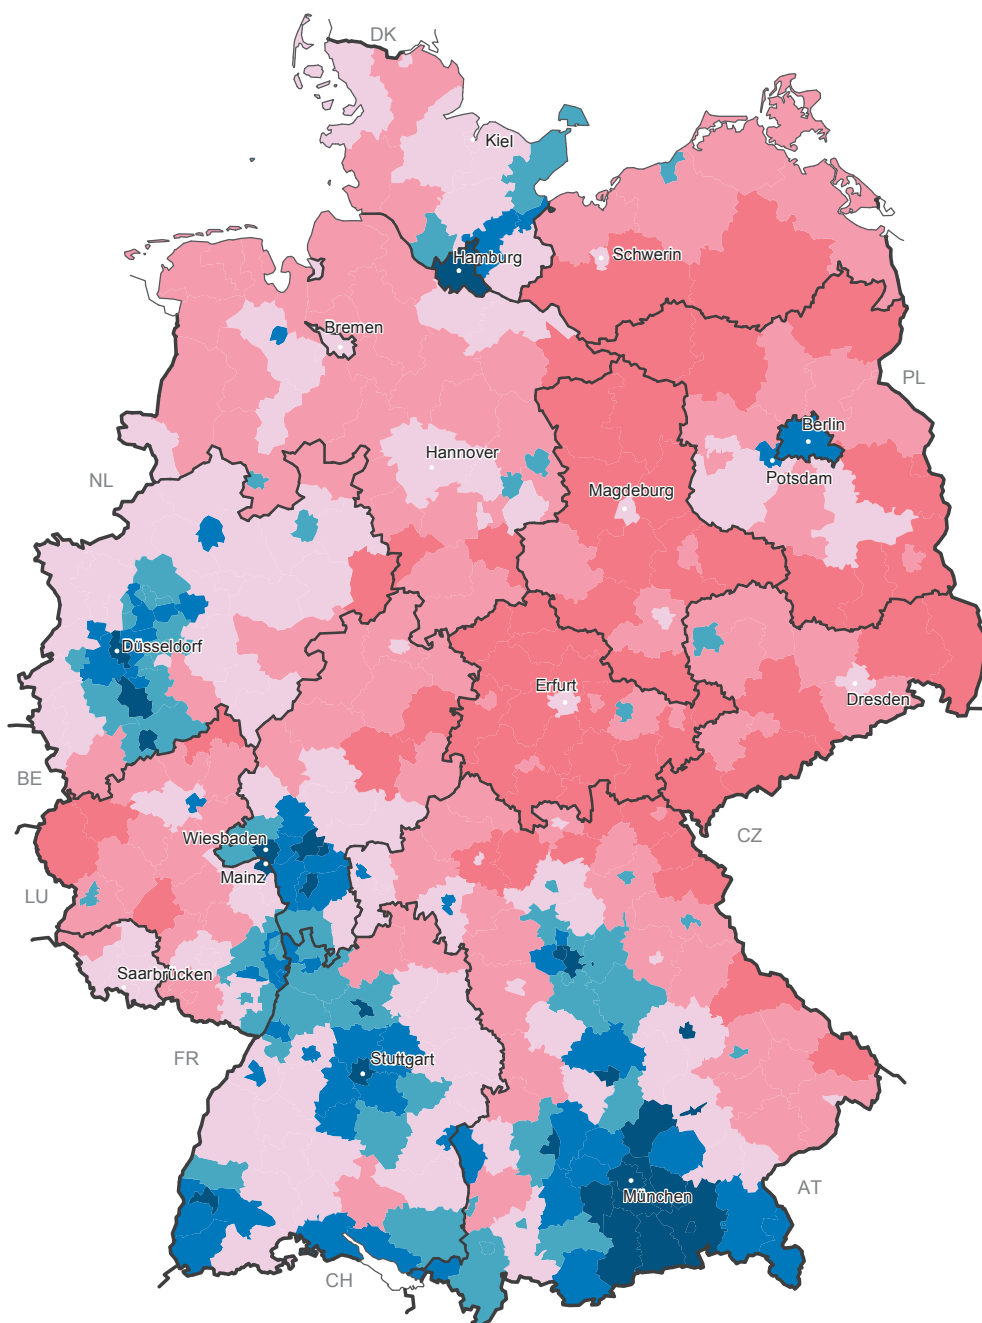 DK
Kiel
Hamburg
Schwerin
Bremen
PL
Berlin
Hannover
Potsdam
NL
Magdeburg
Düsseldorf
Erfurt
Dresden
BE
CZ
Wiesbaden
Mainz
LU
Saarbrücken
FR
Stuttgart
AT
München
CH